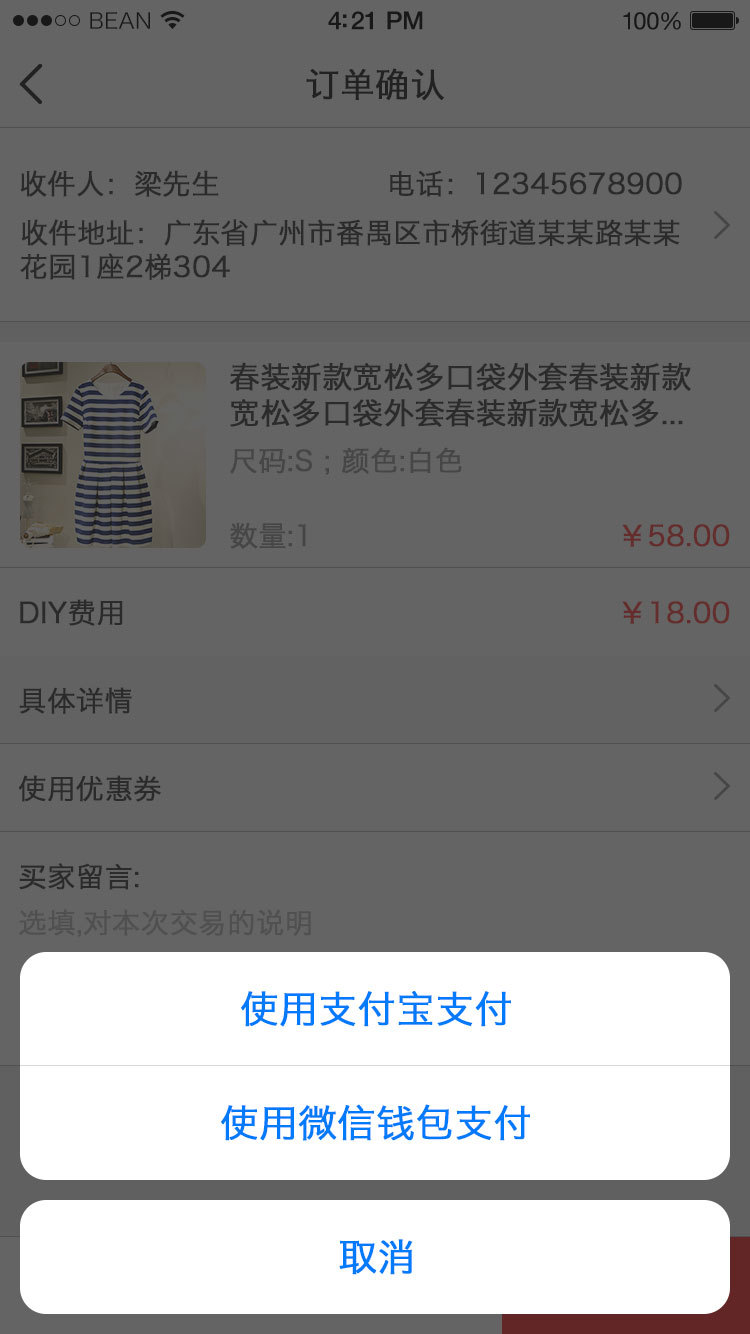 BEAN 4:21 PM 100%
订单确认
收件人：梁先生 电话：12345678900
收件地址：广东省广州市番禺区市桥街道某某路某某
花园1座2梯304
春装新款宽松多口袋外套春装新款
宽松多口袋外套春装新款宽松多...
尺码:S；颜色:白色
数量:1 ￥58.00
DIY费用 ￥18.00
具体详情
使用优惠券
买家留言:
选填,对本次交易的说明
使用支付宝支付
使用微信钱包支付
取消